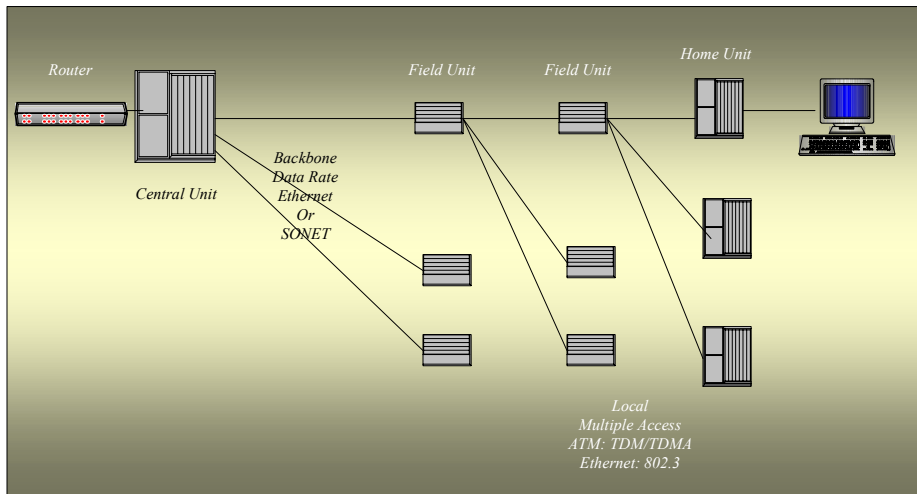 Router
Field Unit
Field Unit
Home Unit
Central Unit
Backbone
Data Rate
Ethernet
Or
SONET
Local
Multiple Access
ATM: TDM/TDMA
Ethernet: 802.3